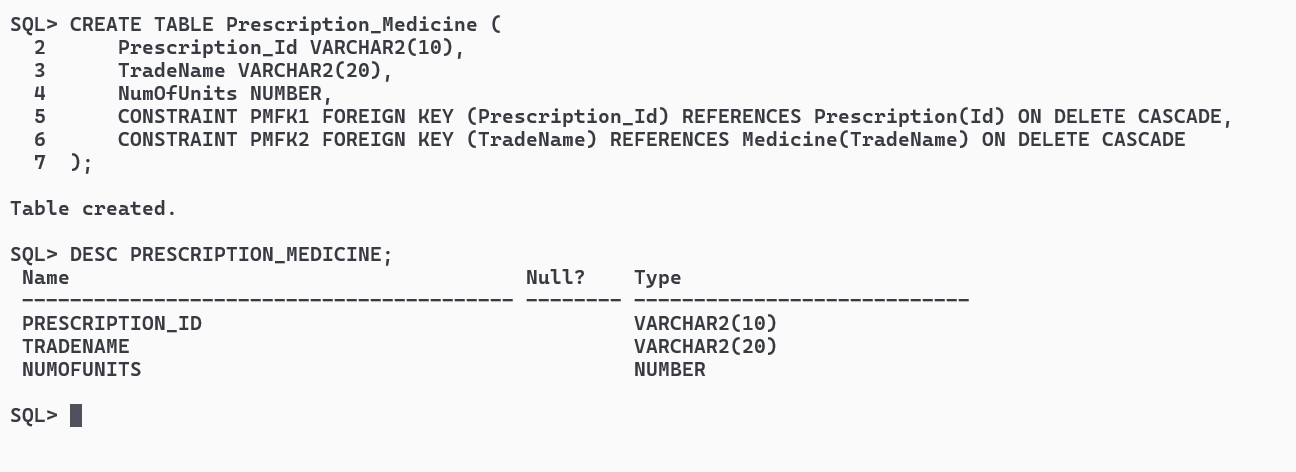 SQL> CREATE TABLE Prescription_Medicine (
  2      Prescription_Id VARCHAR2(10),
  3      TradeName VARCHAR2(20),
  4      NumOfUnits NUMBER,
  5      CONSTRAINT PMFK1 FOREIGN KEY (Prescription_Id) REFERENCES Prescription(Id) ON DELETE CASCADE,
  6      CONSTRAINT PMFK2 FOREIGN KEY (TradeName) REFERENCES Medicine(TradeName) ON DELETE CASCADE
  7  );
Table created.
SQL> DESC PRESCRIPTION_MEDICINE;
 Name                                      Null?    Type
 ----------------------------------------- -------- ----------------------------
 PRESCRIPTION_ID                                    VARCHAR2(10)
 TRADENAME                                          VARCHAR2(20)
 NUMOFUNITS                                         NUMBER
SQL>